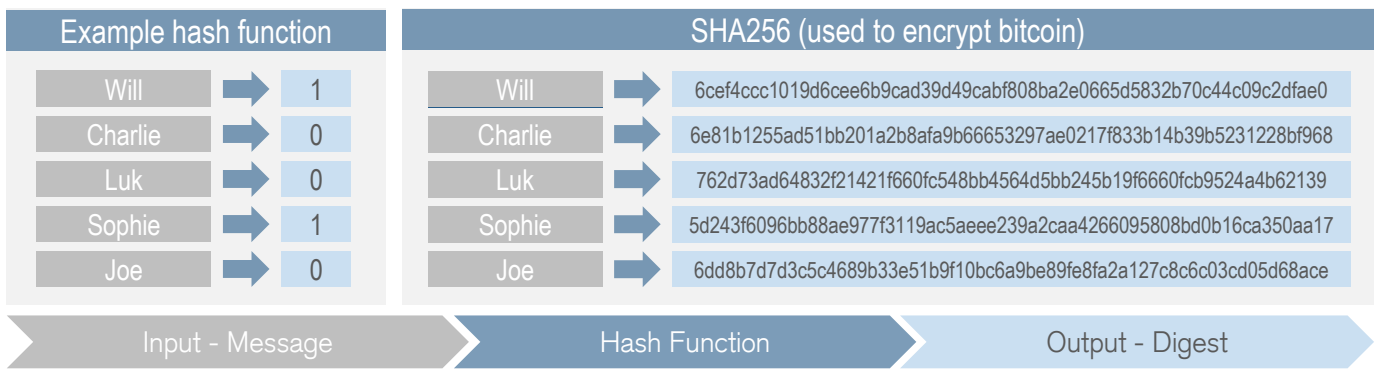 Example hash function
Will 1
Charlie 0
Luk 0
Sophie 1
Joe 0
SHA256 (used to encrypt bitcoin)
Will 6cef4ccc1019d6cee6b9cad39d49cabf808ba2e0665d5832b70c44c09c2dfae0
Charlie 6e81b1255ad51bb201a2b8afa9b66653297ae0217f833b14b39b5231228bf968
Luk 762d73ad64832f21421f660fc548bb4564d5bb245b19f6660fcb9524a4b62139
Sophie 5d243f6096bb88ae977f3119ac5aeee239a2caa4266095808bd0b16ca350aa17
Joe 6dd8b7d7d3c5c4689b33e51b9f10bc6a9be89fe8fa2a127c8c6c03cd05d68ace
Input - Message
Hash Function
Output - Digest